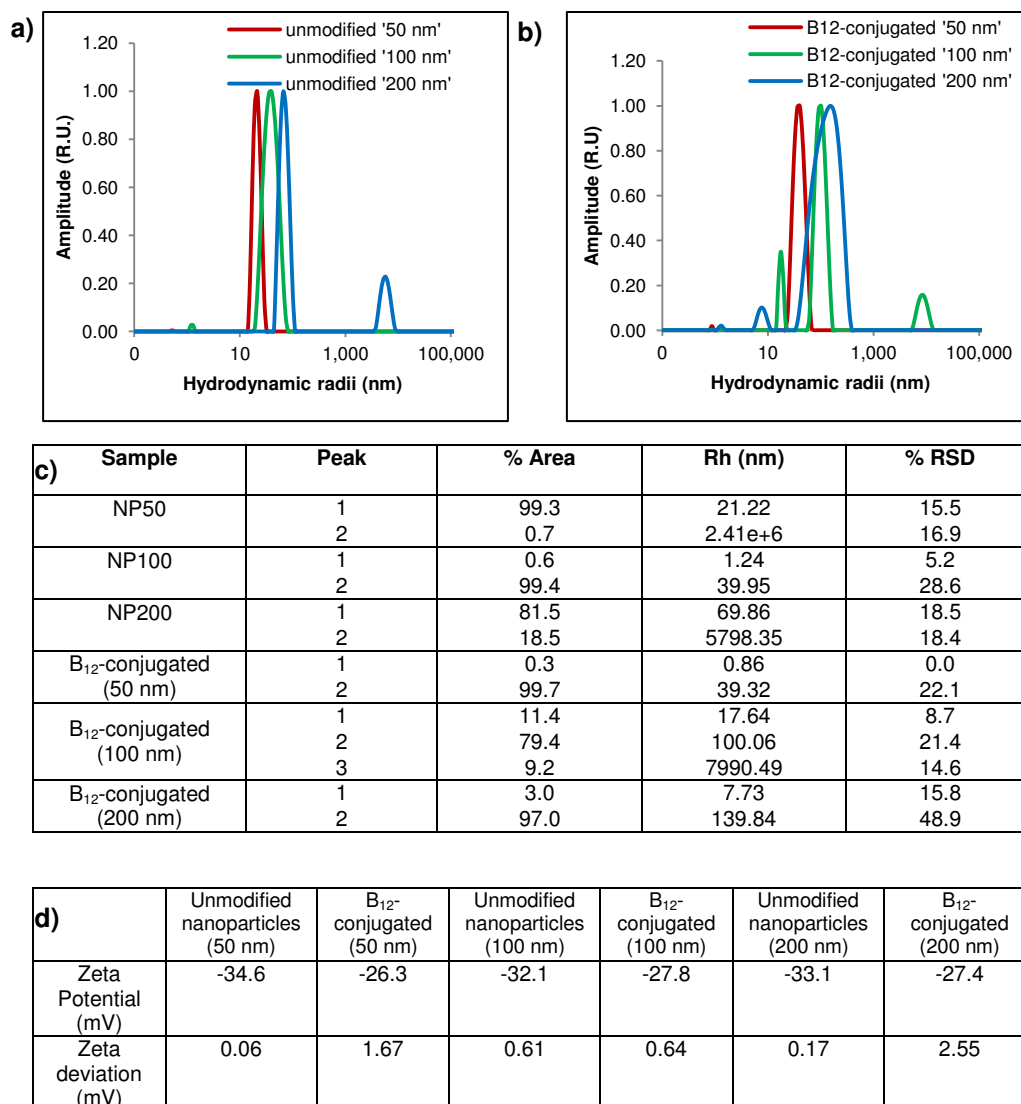 a)
unmodified '50 nm'
unmodified '100 nm'
unmodified '200 nm'
1.20
1.00
0.80
0.60
0.40
0.20
0.00
Amplitude (R.U.)
0 10 1,000 100,000
Hydrodynamic radii (nm)
b)
B12-conjugated '50 nm'
B12-conjugated '100 nm'
B12-conjugated '200 nm'
1.20
1.00
0.80
0.60
0.40
0.20
0.00
Amplitude (R.U)
0 10 1,000 100,000
Hydrodynamic radii (nm)
c) Sample Peak % Area Rh (nm) % RSD
NP50 1 99.3 21.22 15.5
2 0.7 2.41e+6 16.9
NP100 1 0.6 1.24 5.2
2 99.4 39.95 28.6
NP200 1 81.5 69.86 18.5
2 18.5 5798.35 18.4
B₁₂-conjugated 1 0.3 0.86 0.0
(50 nm) 2 99.7 39.32 22.1
B₁₂-conjugated
(100 nm)
1 11.4 17.64 8.7
2 79.4 100.06 21.4
3 9.2 7990.49 14.6
B₁₂-conjugated 1 3.0 7.73 15.8
(200 nm) 2 97.0 139.84 48.9
d)
Unmodified nanoparticles (50 nm)
B₁₂-conjugated (50 nm)
Unmodified nanoparticles (100 nm)
B₁₂-conjugated (100 nm)
Unmodified nanoparticles (200 nm)
B₁₂-conjugated (200 nm)
Zeta Potential (mV) -34.6 -26.3 -32.1 -27.8 -33.1 -27.4
Zeta deviation (mV) 0.06 1.67 0.61 0.64 0.17 2.55